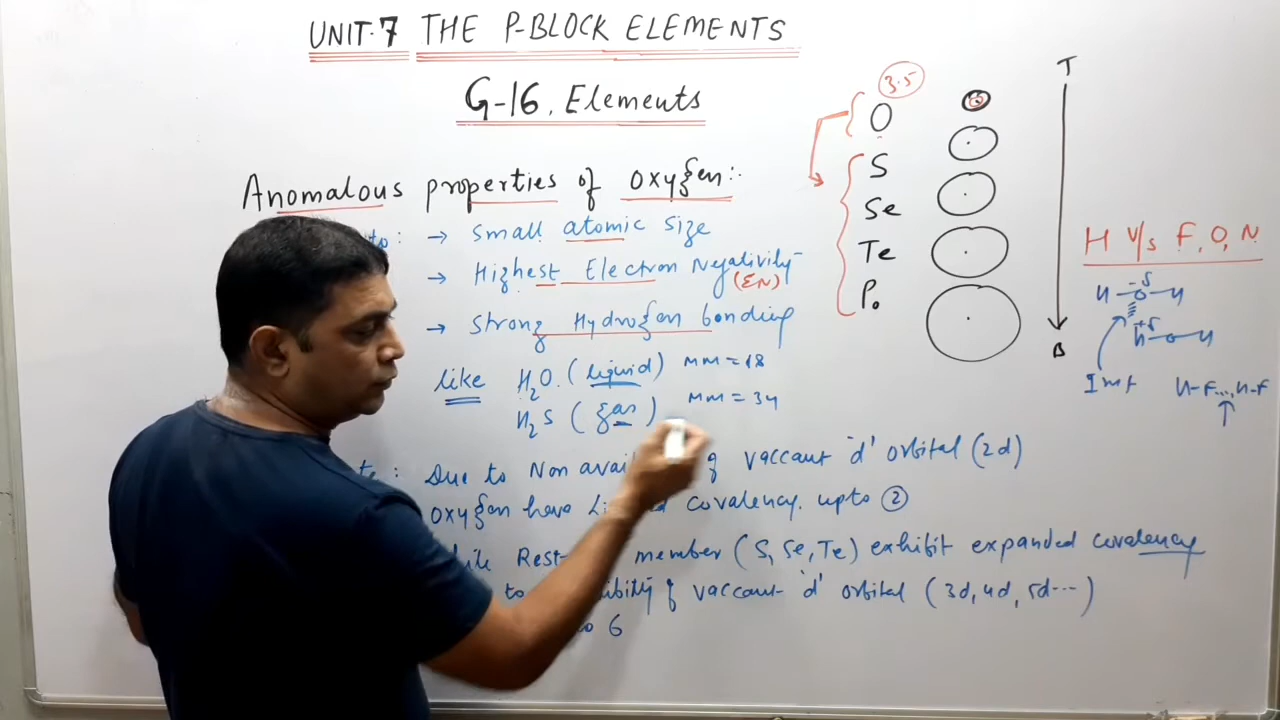 UNIT.7 THE P-BLOCK ELEMENTS
G-16. Elements
Anomalous properties of oxygen:.
to: → Small atomic size
→ Highest Electron Negativity
(EN)
→ Strong Hydrogen bonding
like H₂O. (liquid) MM = 18
H₂S (gas) MM = 34
: Due to Non vaccant 'd' orbital (2d)
oxygen have covalency. upto ②
Rest member (S, Se, Te) exhibit expanded covalency
to vaccant 'd' orbital (3d, 4d, 5d---)
6
3.5
O
S
Se
Te
Po
T
B
H V/s F, O, N
H-O-H
-δ
+δ
H-O-H
Imf
H-F...,H-F